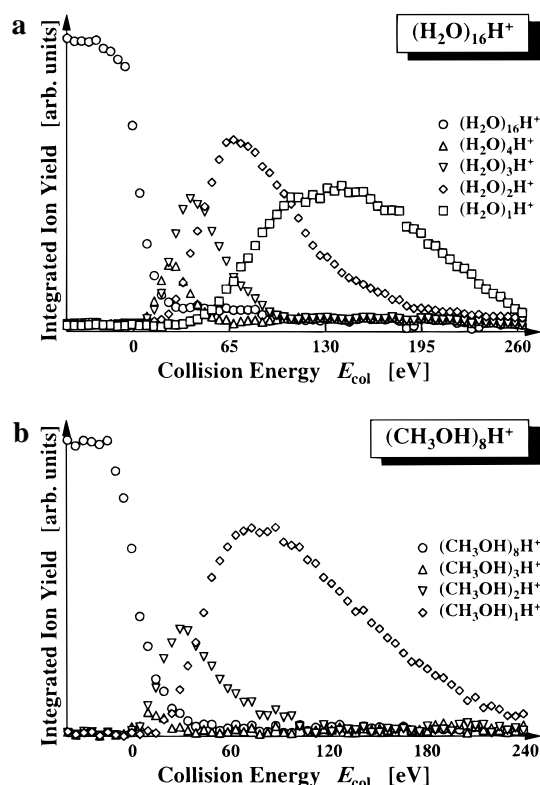 a
(H₂O)₁₆H⁺
Integrated Ion Yield [arb. units]
(H₂O)₁₆H⁺
(H₂O)₄H⁺
(H₂O)₃H⁺
(H₂O)₂H⁺
(H₂O)₁H⁺
0 65 130 195 260
Collision Energy E_col [eV]
b
(CH₃OH)₈H⁺
Integrated Ion Yield [arb. units]
(CH₃OH)₈H⁺
(CH₃OH)₃H⁺
(CH₃OH)₂H⁺
(CH₃OH)₁H⁺
0 60 120 180 240
Collision Energy E_col [eV]